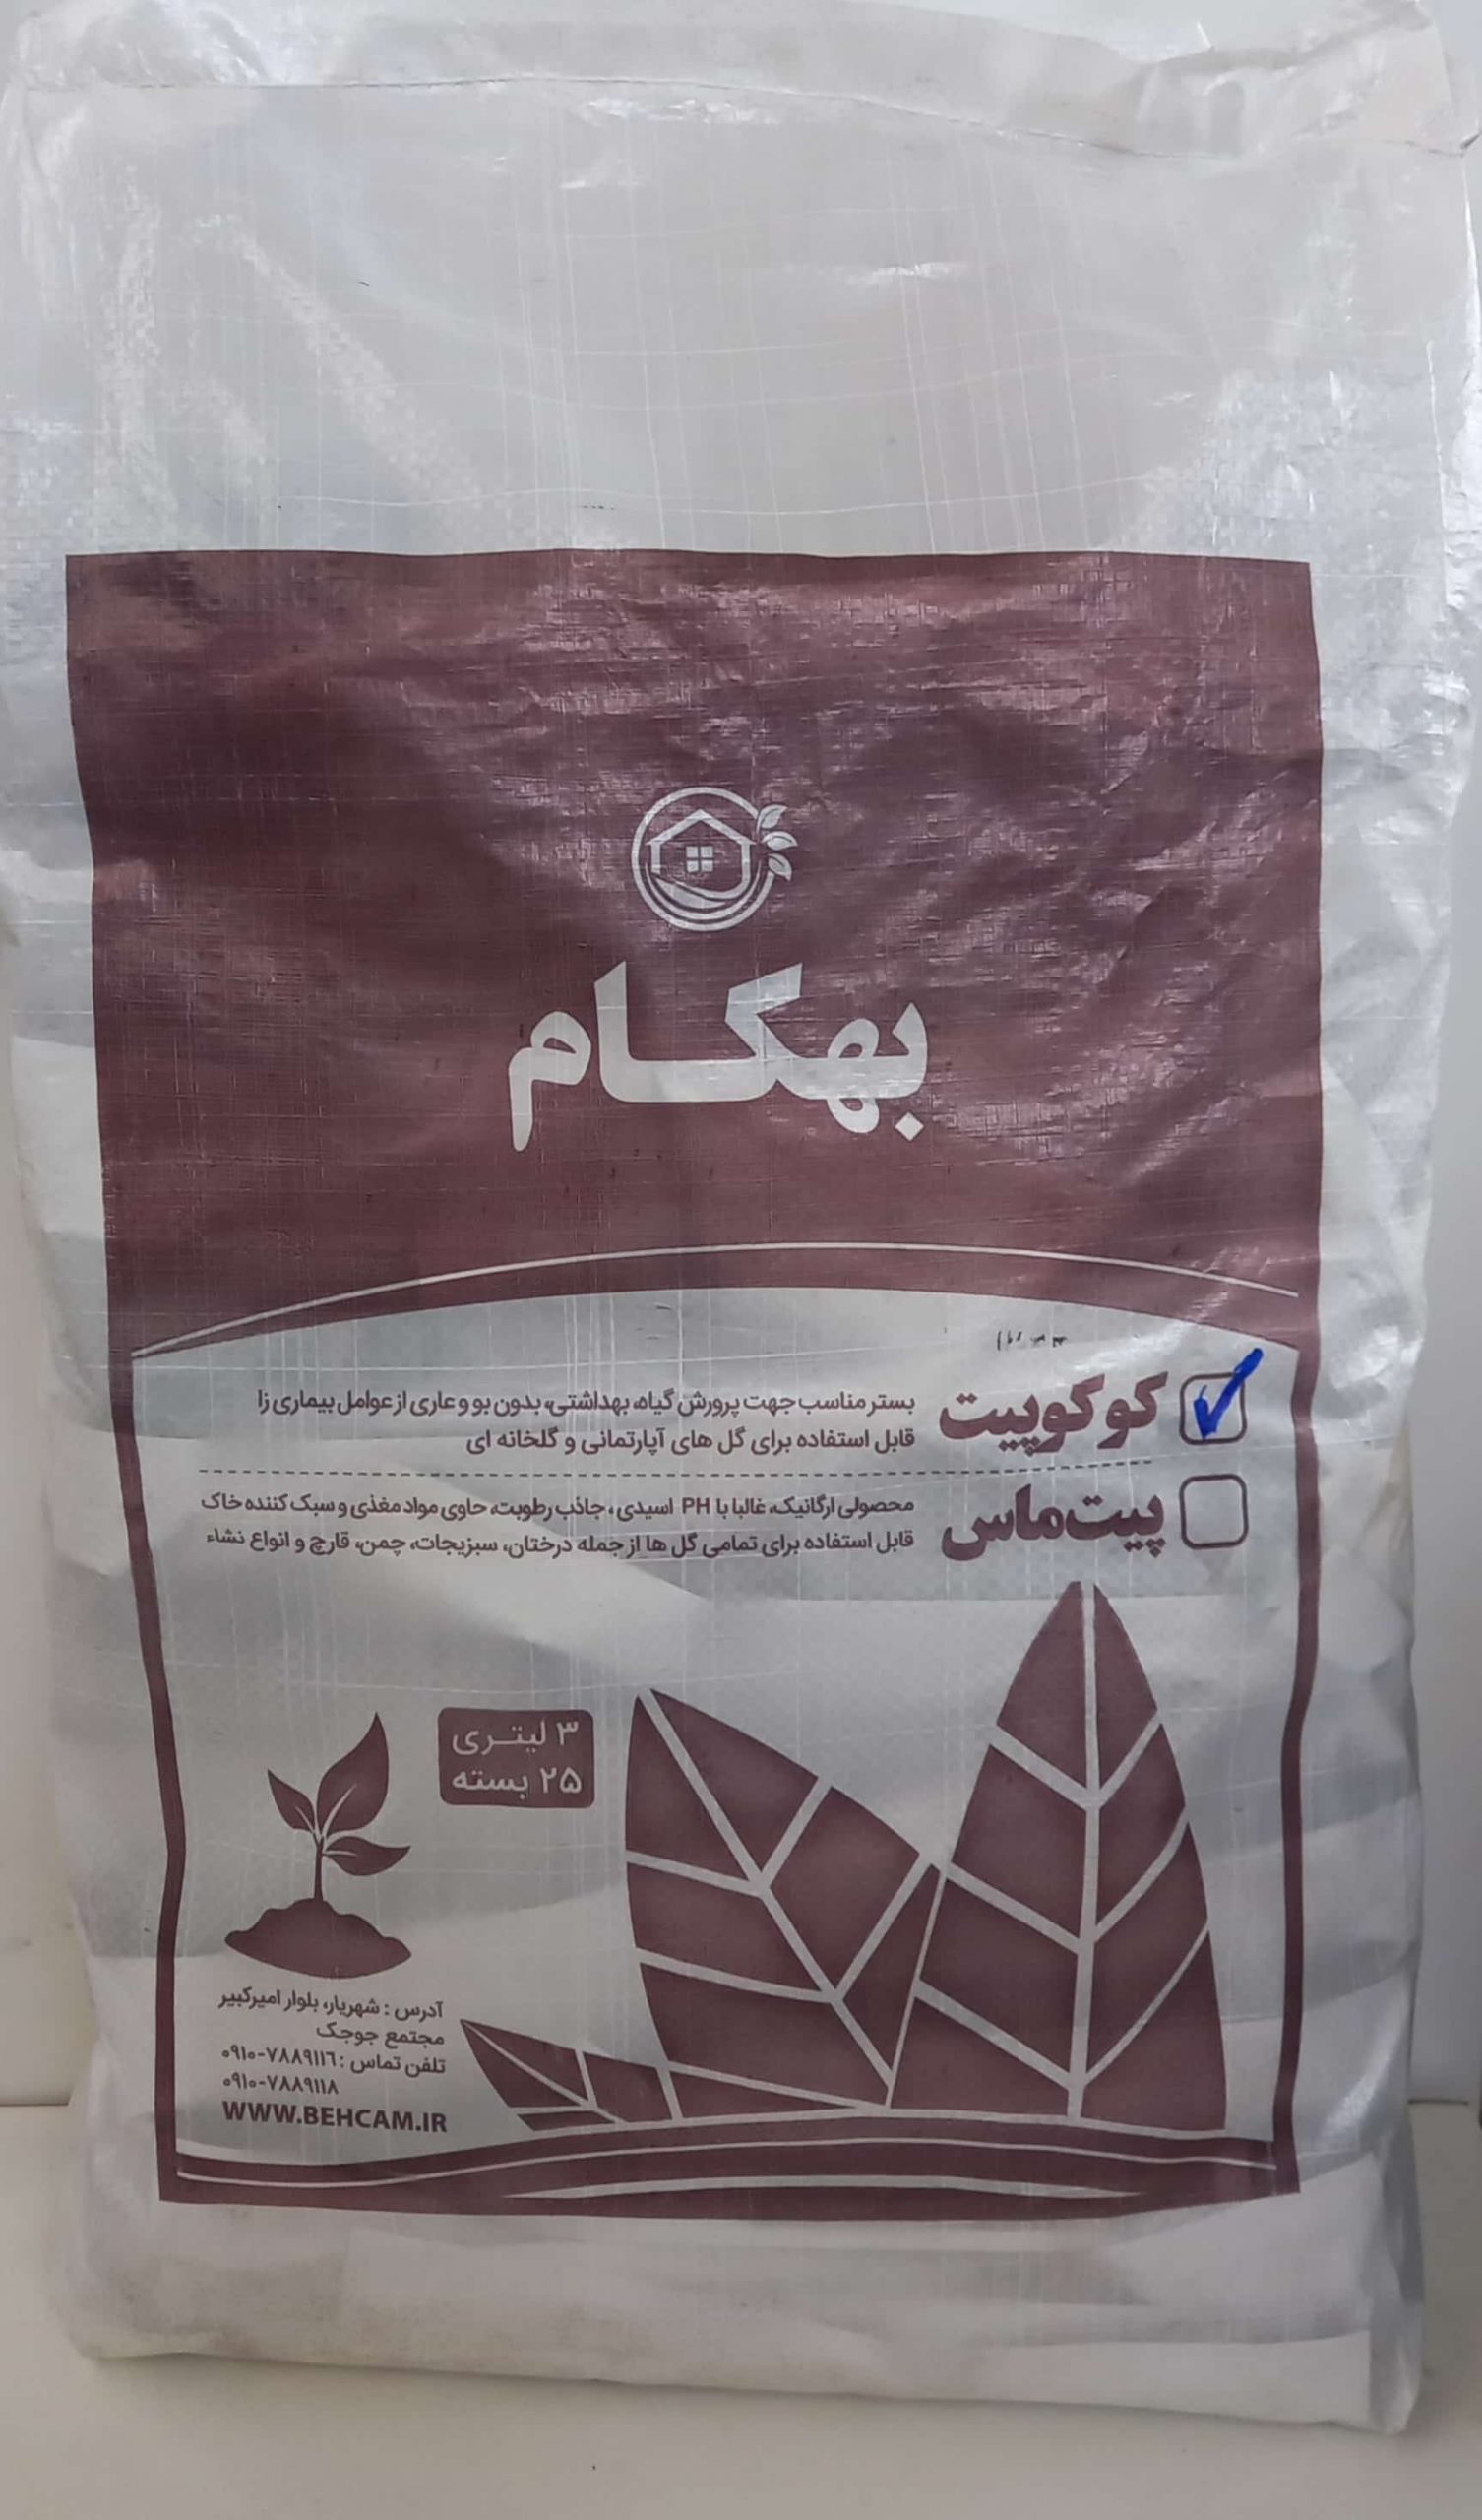 بهکام
کوکوپیت
بستر مناسب جهت پرورش گیاه، بهداشتی، بدون بو و عاری از عوامل بیماری زا
قابل استفاده برای گل های آپارتمانی و گلخانه ای
پیت‌ماس
محصولی ارگانیک، غالبا با PH اسیدی، جاذب رطوبت، حاوی مواد مغذی و سبک کننده خاک
قابل استفاده برای تمامی گل ها از جمله درختان، سبزیجات، چمن، قارچ و انواع نشاء
۳ لیتری
۲۵ بسته
آدرس : شهریار، بلوار امیرکبیر
مجتمع جوجک
تلفن تماس : ۰۹۱۰-۷۸۸۹۱۱۶
۰۹۱۰-۷۸۸۹۱۱۸
WWW.BEHCAM.IR